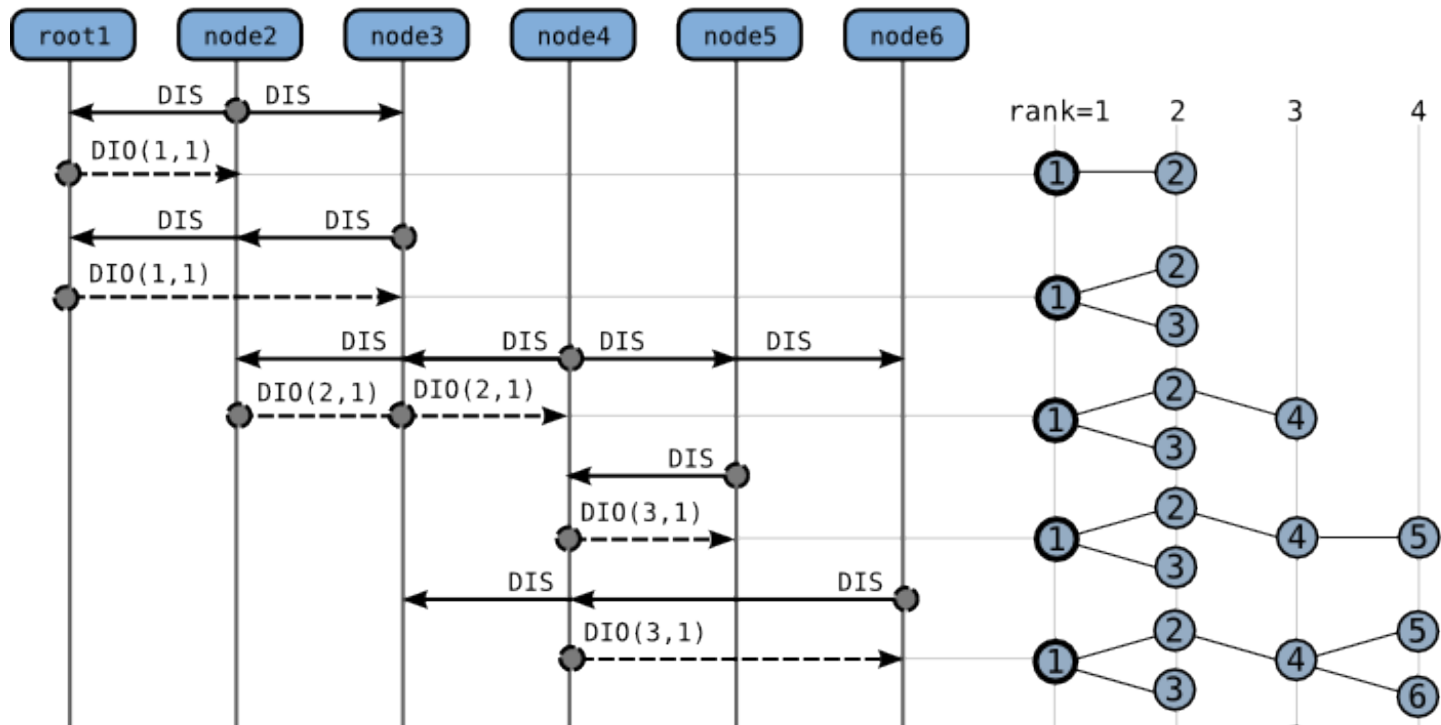 root1 node2 node3 node4 node5 node6
DIS DIS
rank=1 2 3 4
DIO(1,1)
1 2
DIS DIS
2
DIO(1,1)
1
3
DIS DIS DIS DIS
DIO(2,1) DIO(2,1)
2
1 4
3
DIS
DIO(3,1)
2
1 4 5
3
DIS DIS
DIO(3,1)
2 5
1 4
3 6